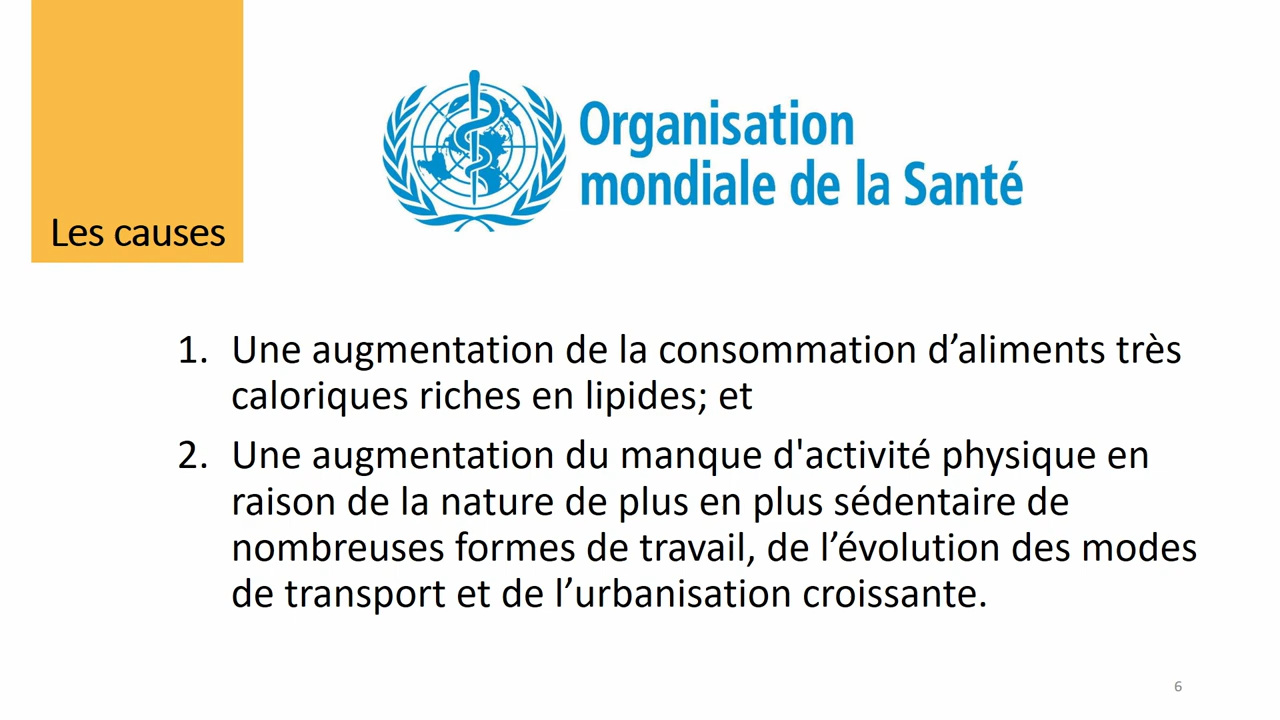 Organisation
mondiale de la Santé
Les causes
1. Une augmentation de la consommation d’aliments très
caloriques riches en lipides; et
2. Une augmentation du manque d'activité physique en
raison de la nature de plus en plus sédentaire de
nombreuses formes de travail, de l’évolution des modes
de transport et de l’urbanisation croissante.
6